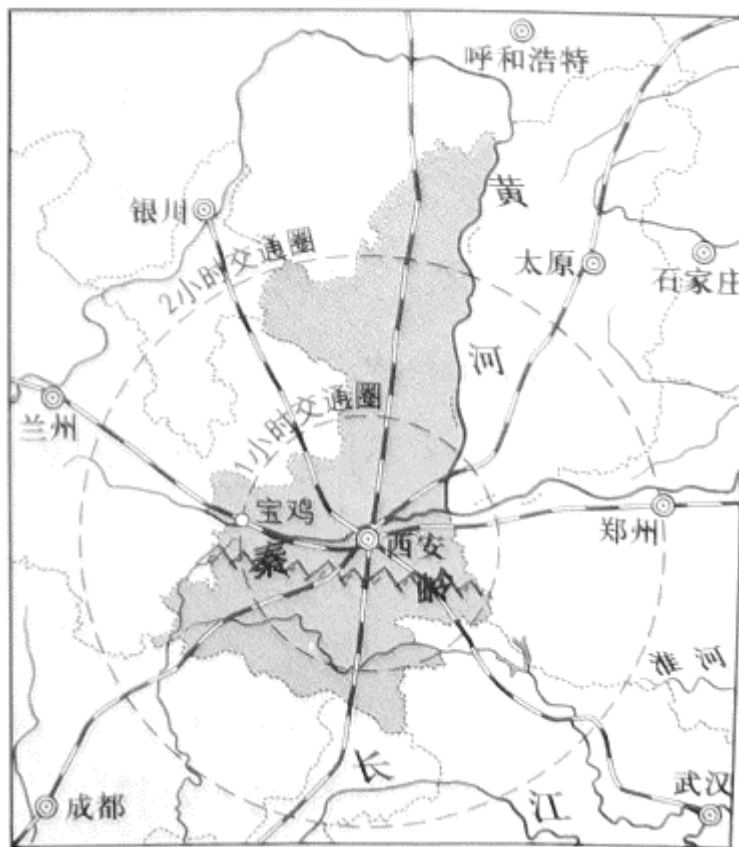 呼和浩特
黄
银川
太原
石家庄
2小时交通圈
河
兰州
1小时交通圈
宝鸡
郑州
西安
秦
岭
淮河
长
江
武汉
成都